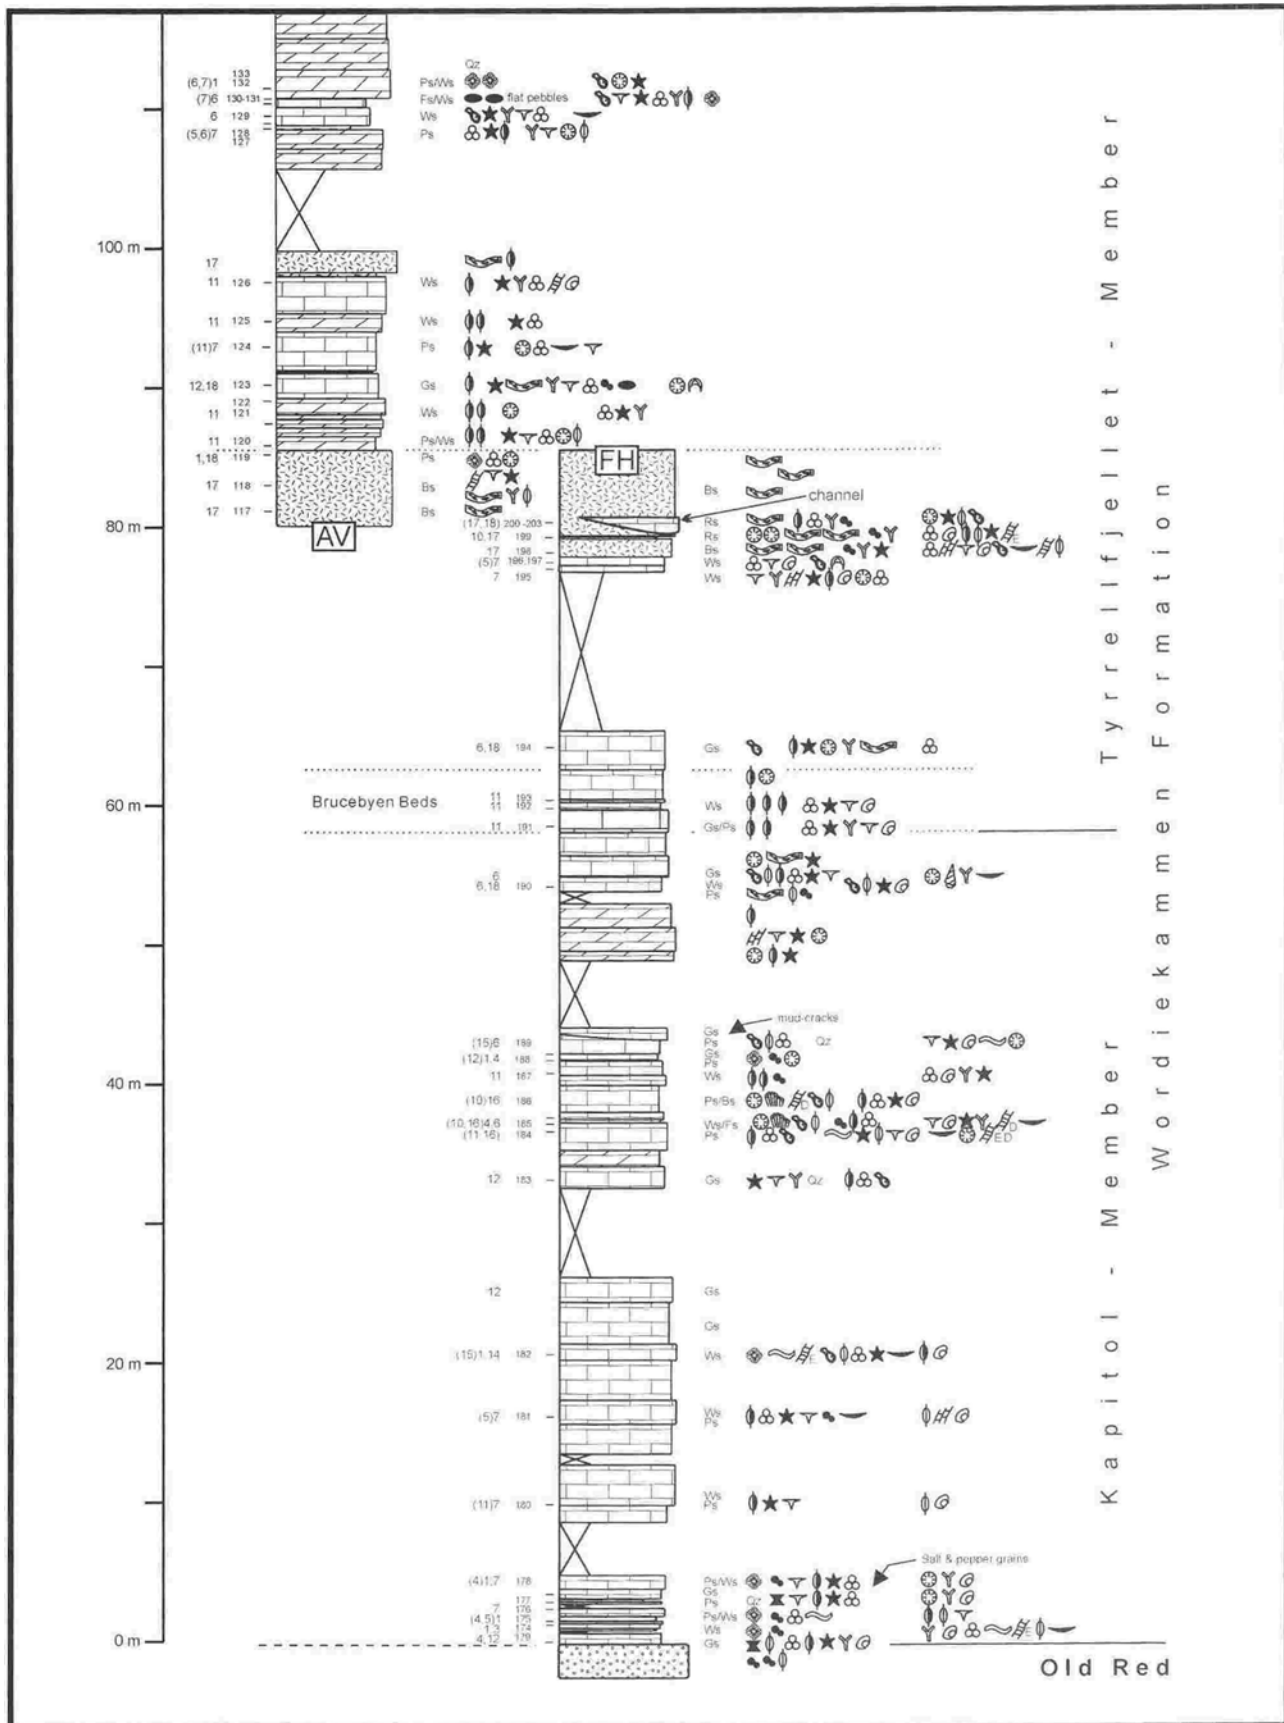 Qz
133
(6,7)1 132 Ps/Ws
(7)6 130-131 Fs/Ws flat pebbles
6 129 Ws
(5,6)7 128 Ps
127
100 m
17
11 126 Ws
11 125 Ws
(11)7 124 Ps
12,18 123 Gs
122
11 121 Ws
11 120 Ps/Ws
1,18 119 Ps
17 118 Bs
17 117 Bs
AV
FH
Bs
channel
80 m
(17,18) 200-203 Rs
10,17 199 Rs
17 198 Bs
(5)7 196,197 Ws
7 195 Ws
6,18 194 Gs
Brucebyen Beds
60 m
11 193
11 192 Ws
11 191 Gs/Ps
6 Gs
6,18 190 Ws
Ps
mud-cracks
Gs
(15)6 189 Ps Qz
Gs
(12)1,4 188 Ps
40 m
11 187 Ws
(10)16 186 Ps/Bs D
(10,16)4,6 185 Ws/Fs D
(11,16) 184 Ps E D
12 183 Gs Qz
12 Gs
Gs
20 m
(15)1,14 182 Ws E
Ws
(5)7 181 Ps
Ws
(11)7 180 Ps
Salt & pepper grains
(4)1,7 178 Ps/Ws
Gs
177 Ps Qz
7 176
(4,5)1 175 Ps/Ws
1,3 174 Ws E
0 m
4,12 179 Gs
Old Red
Kapitol - Member
Tyrrellfjellet - Member
Wordiekammen Formation